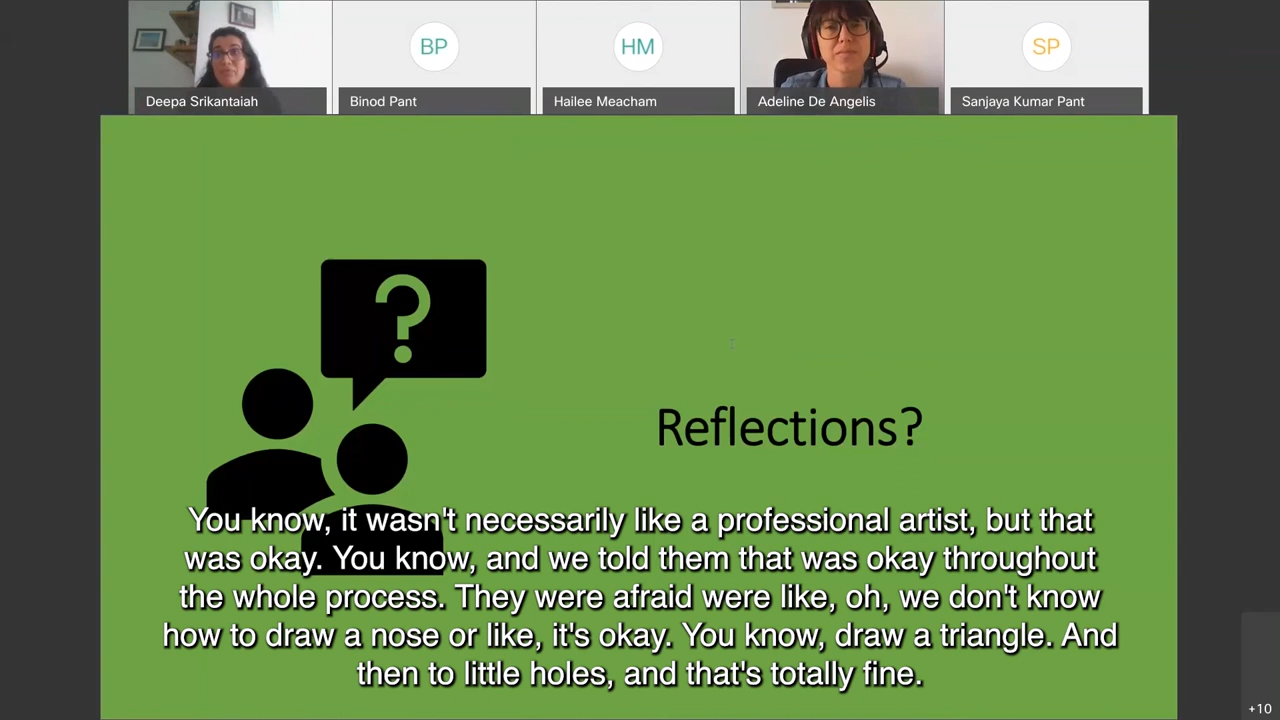 BP
HM
SP
Deepa Srikantaiah
Binod Pant
Hailee Meacham
Adeline De Angelis
Sanjaya Kumar Pant
?
Reflections?
You know, it wasn't necessarily like a professional artist, but that
was okay. You know, and we told them that was okay throughout
the whole process. They were afraid were like, oh, we don't know
how to draw a nose or like, it's okay. You know, draw a triangle. And
then to little holes, and that's totally fine.
+10